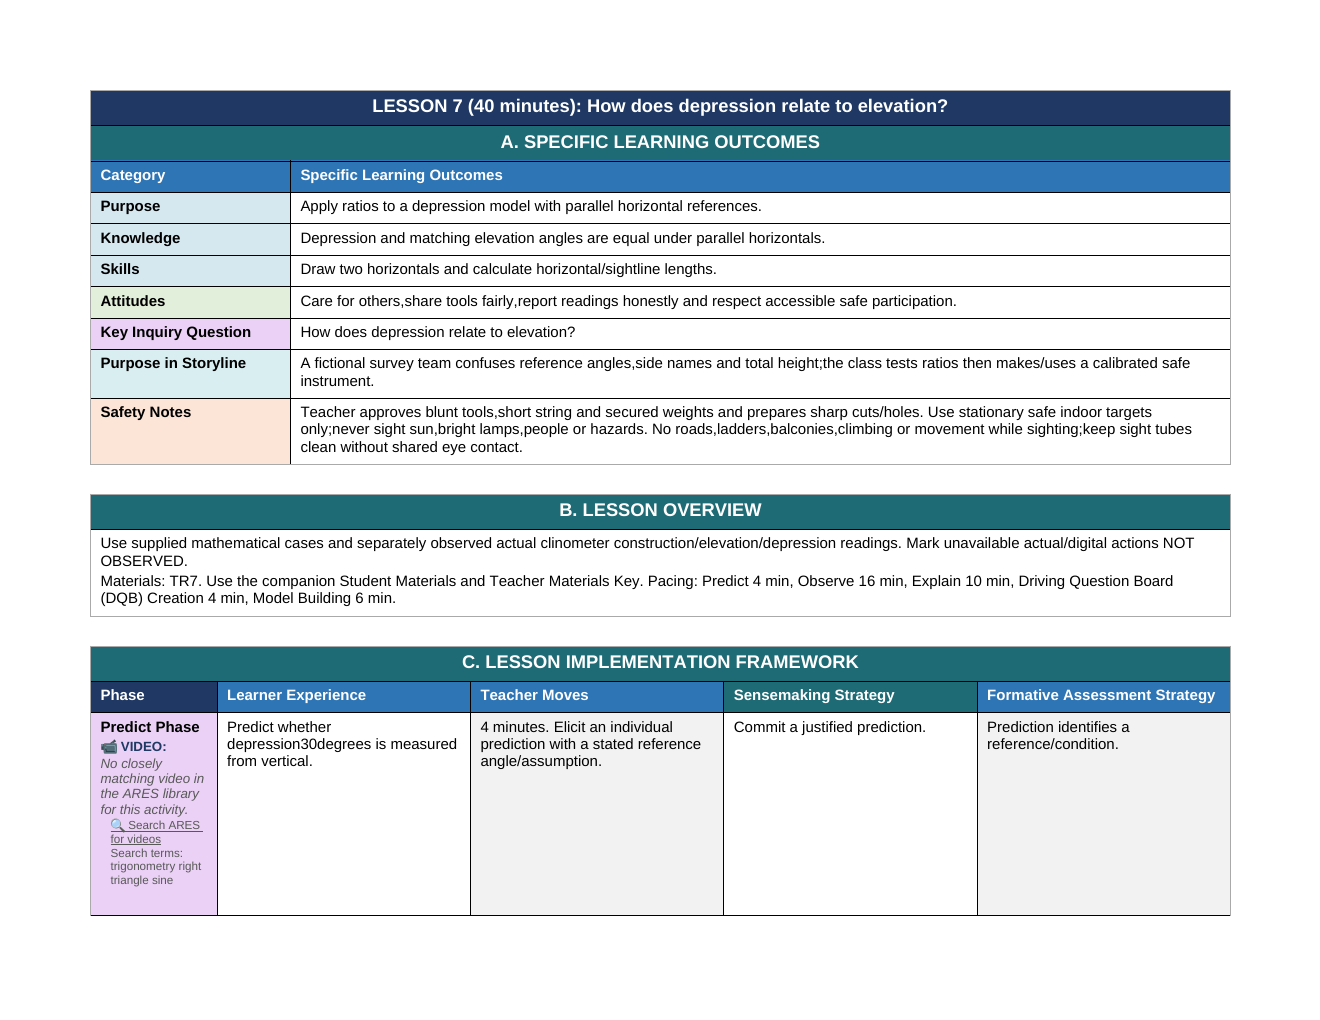 LESSON 7 (40 minutes): How does depression relate to elevation?
A. SPECIFIC LEARNING OUTCOMES
Category
Specific Learning Outcomes
Purpose
Apply ratios to a depression model with parallel horizontal references.
Knowledge
Depression and matching elevation angles are equal under parallel horizontals.
Skills
Draw two horizontals and calculate horizontal/sightline lengths.
Attitudes
Care for others,share tools fairly,report readings honestly and respect accessible safe participation.
Key Inquiry Question
How does depression relate to elevation?
Purpose in Storyline
A fictional survey team confuses reference angles,side names and total height;the class tests ratios then makes/uses a calibrated safe
instrument.
Safety Notes
Teacher approves blunt tools,short string and secured weights and prepares sharp cuts/holes. Use stationary safe indoor targets
only;never sight sun,bright lamps,people or hazards. No roads,ladders,balconies,climbing or movement while sighting;keep sight tubes
clean without shared eye contact.
B. LESSON OVERVIEW
Use supplied mathematical cases and separately observed actual clinometer construction/elevation/depression readings. Mark unavailable actual/digital actions NOT
OBSERVED.
Materials: TR7. Use the companion Student Materials and Teacher Materials Key. Pacing: Predict 4 min, Observe 16 min, Explain 10 min, Driving Question Board
(DQB) Creation 4 min, Model Building 6 min.
C. LESSON IMPLEMENTATION FRAMEWORK
Phase
Learner Experience
Teacher Moves
Sensemaking Strategy
Formative Assessment Strategy
Predict Phase
📹 VIDEO:
No closely
matching video in
the ARES library
for this activity.
🔍 Search ARES
for videos
Search terms:
trigonometry right
triangle sine
Predict whether
depression30degrees is measured
from vertical.
4 minutes. Elicit an individual
prediction with a stated reference
angle/assumption.
Commit a justified prediction.
Prediction identifies a
reference/condition.